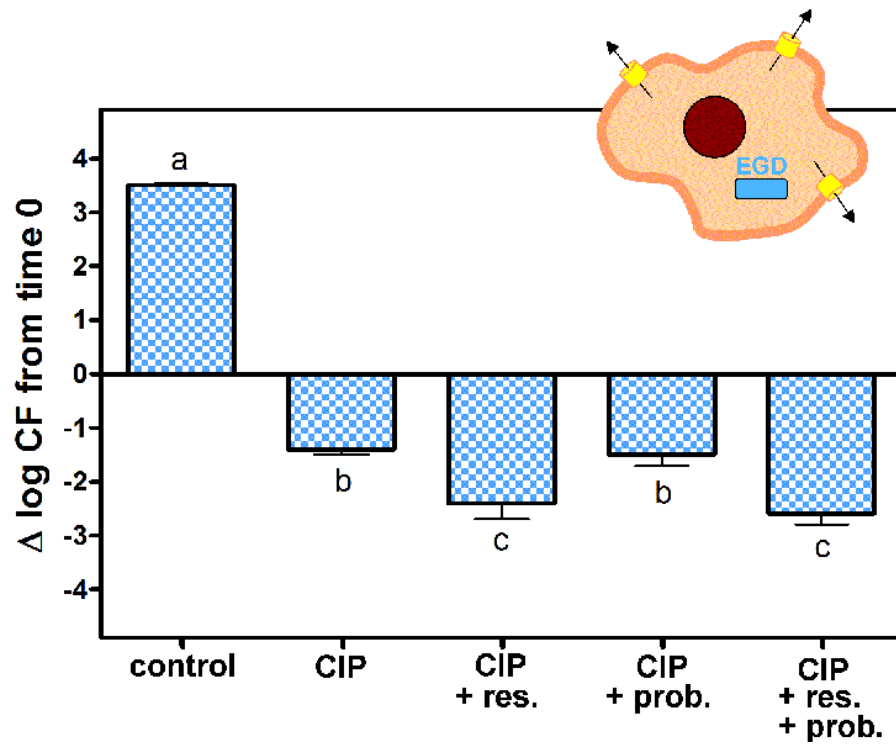 EGD
Δ log CF from time 0
4
3
2
1
0
-1
-2
-3
-4
a
b
c
b
c
control
CIP
CIP
+ res.
CIP
+ prob.
CIP
+ res.
+ prob.